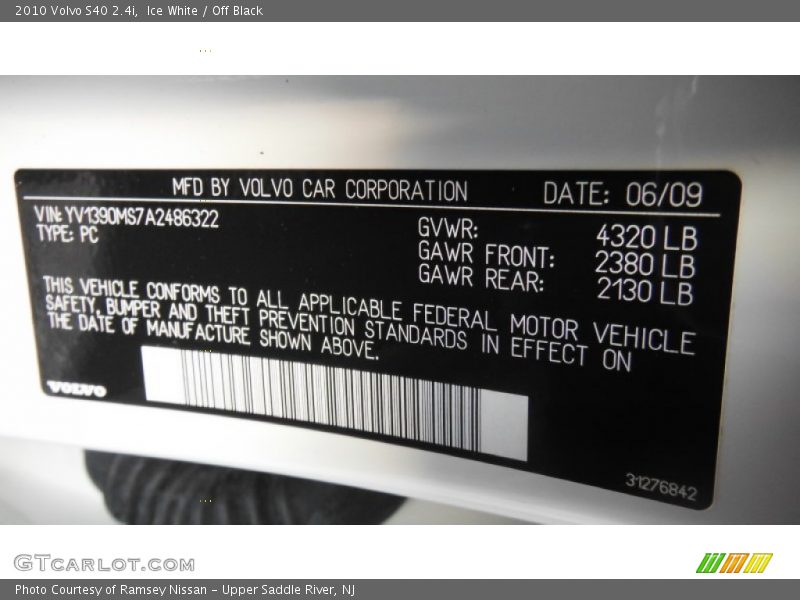 2010 Volvo S40 2.4i, Ice White / Off Black
MFD BY VOLVO CAR CORPORATION DATE: 06/09
VIN: YV1390MS7A2486322
TYPE: PC
GVWR: 4320 LB
GAWR FRONT: 2380 LB
GAWR REAR: 2130 LB
THIS VEHICLE CONFORMS TO ALL APPLICABLE FEDERAL MOTOR VEHICLE
SAFETY, BUMPER AND THEFT PREVENTION STANDARDS IN EFFECT ON
THE DATE OF MANUFACTURE SHOWN ABOVE.
VOLVO
31276842
GTcarlot.com
Photo Courtesy of Ramsey Nissan - Upper Saddle River, NJ